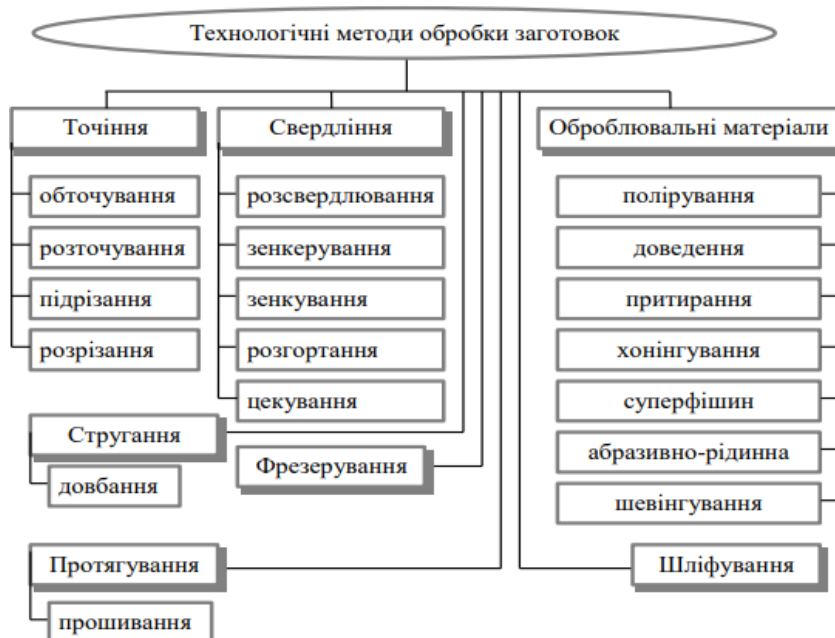 Технологічні методи обробки заготовок
Точіння
обточування
розточування
підрізання
розрізання
Свердління
розсвердлювання
зенкерування
зенкування
розгортання
цекування
Оброблювальні матеріали
полірування
доведення
притирання
хонінгування
суперфішин
абразивно-рідинна
шевінгування
Стругання
довбання
Фрезерування
Протягування
прошивання
Шліфування